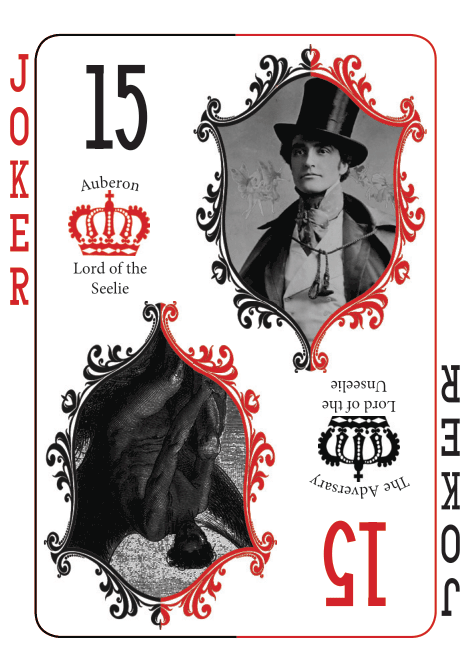 JOKER
15
Auberon
Lord of the
Seelie
JOKER
15
The Adversary
Lord of the
Unseelie